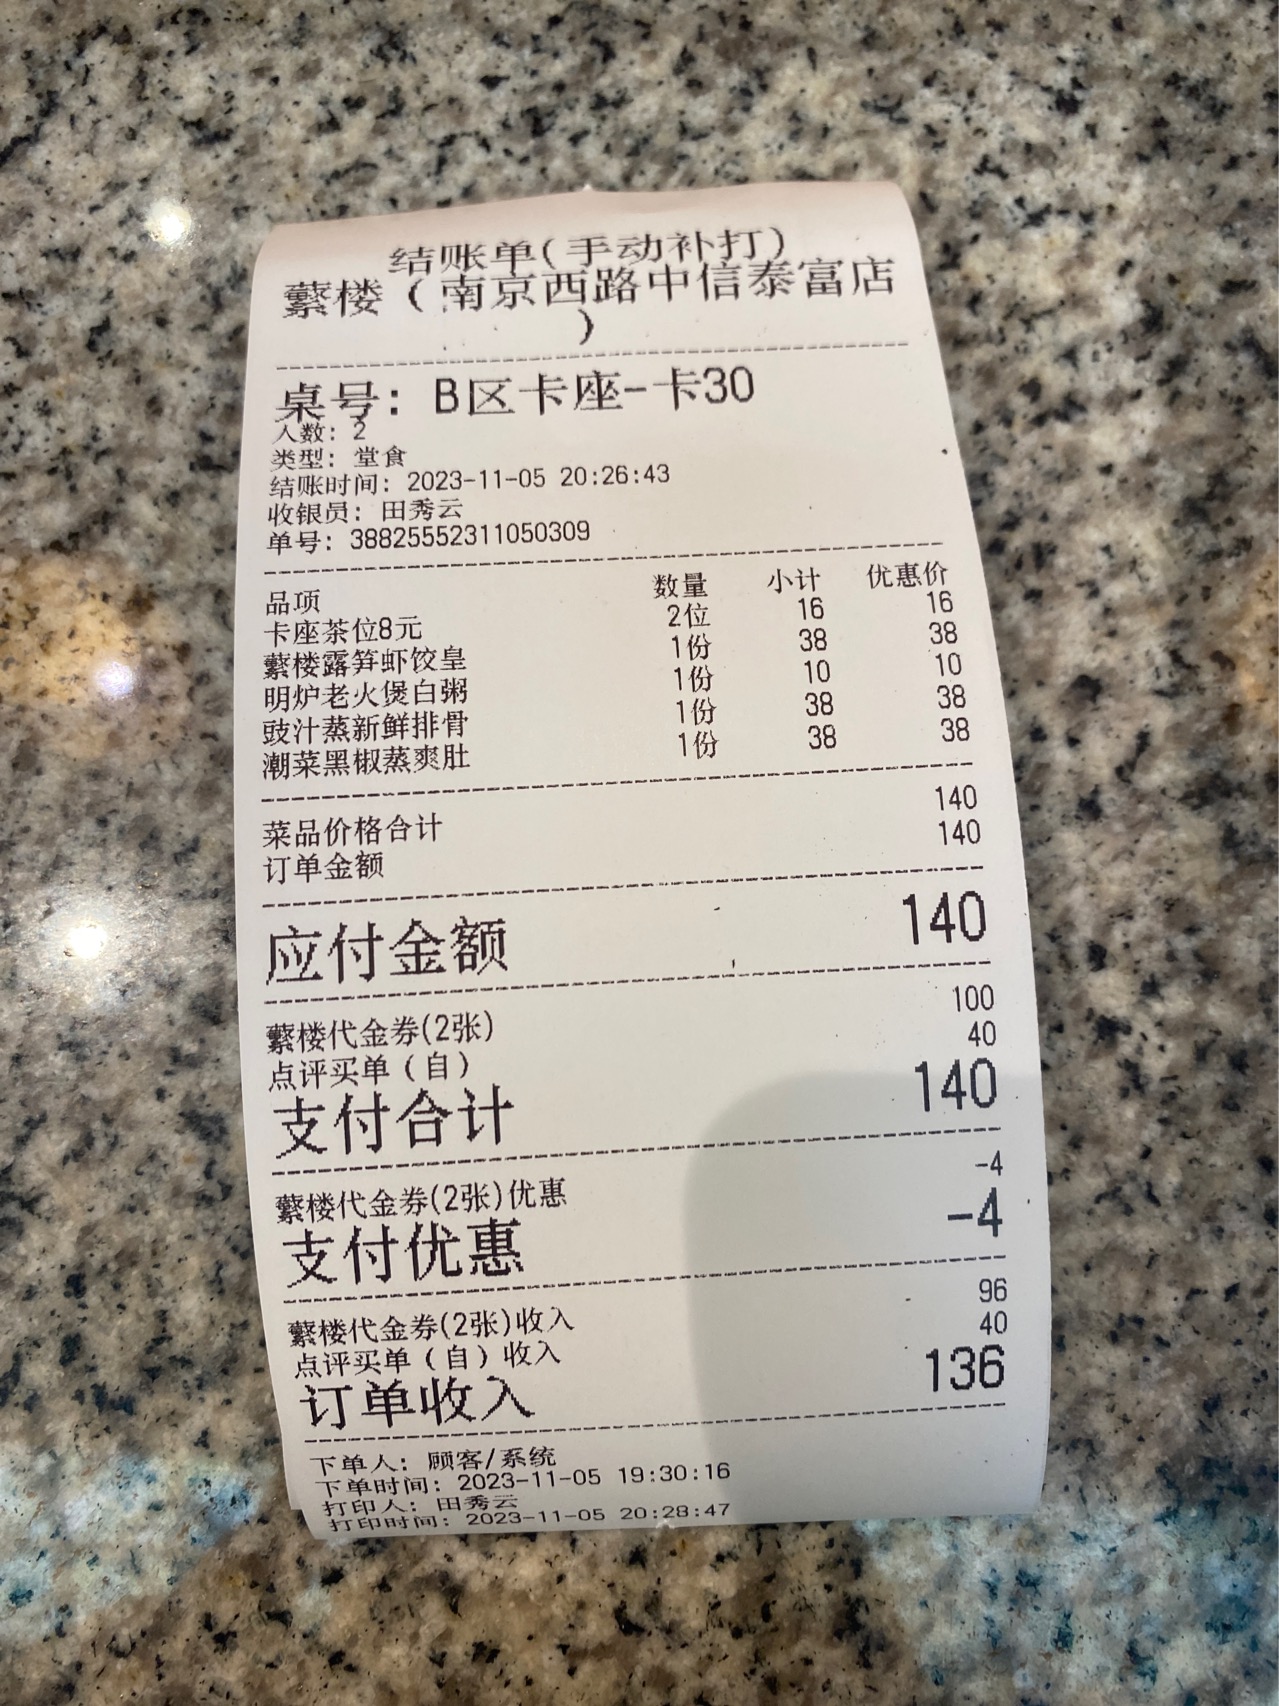 结账单(手动补打)
蘩楼（南京西路中信泰富店
）
桌号: B区卡座-卡30
人数: 2
类型: 堂食
结账时间: 2023-11-05 20:26:43
收银员: 田秀云
单号: 38825552311050309
品项 数量 小计 优惠价
卡座茶位8元 2位 16 16
蘩楼露笋虾饺皇 1份 38 38
明炉老火煲白粥 1份 10 10
豉汁蒸新鲜排骨 1份 38 38
潮菜黑椒蒸爽肚 1份 38 38
菜品价格合计 140
订单金额 140
应付金额 140
蘩楼代金券(2张) 100
点评买单（自） 40
支付合计 140
蘩楼代金券(2张)优惠 -4
支付优惠 -4
蘩楼代金券(2张)收入 96
点评买单（自）收入 40
订单收入 136
下单人: 顾客/系统
下单时间: 2023-11-05 19:30:16
打印人: 田秀云
打印时间: 2023-11-05 20:28:47